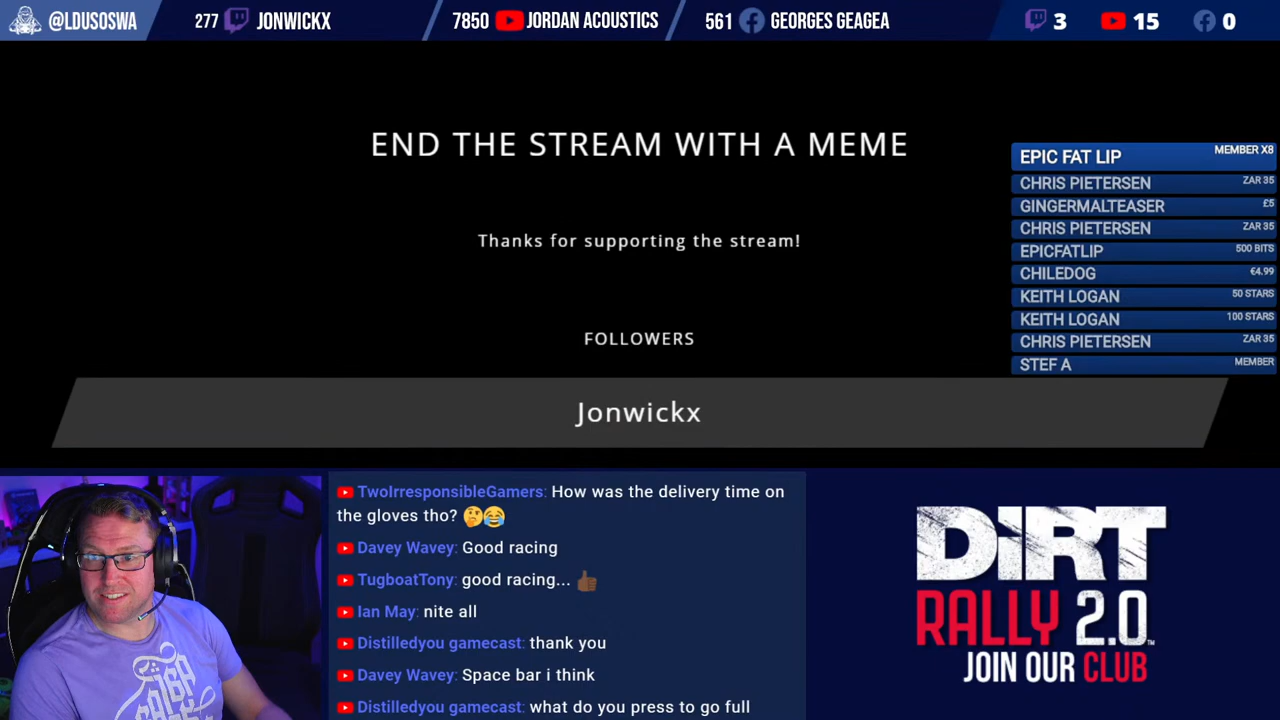 @LDUSOSWA
277 JONWICKX
7850 JORDAN ACOUSTICS
561 GEORGES GEAGEA
3
15
0
END THE STREAM WITH A MEME
Thanks for supporting the stream!
FOLLOWERS
Jonwickx
EPIC FAT LIP MEMBER X8
CHRIS PIETERSEN ZAR 35
GINGERMALTEASER £5
CHRIS PIETERSEN ZAR 35
EPICFATLIP 500 BITS
CHILEDOG €4.99
KEITH LOGAN 50 STARS
KEITH LOGAN 100 STARS
CHRIS PIETERSEN ZAR 35
STEF A MEMBER
TwoIrresponsibleGamers: How was the delivery time on
the gloves tho? 🤔😂
Davey Wavey: Good racing
TugboatTony: good racing... 👍🏾
Ian May: nite all
Distilledyou gamecast: thank you
Davey Wavey: Space bar i think
Distilledyou gamecast: what do you press to go full
DiRT
RALLY 2.0
JOIN OUR CLUB